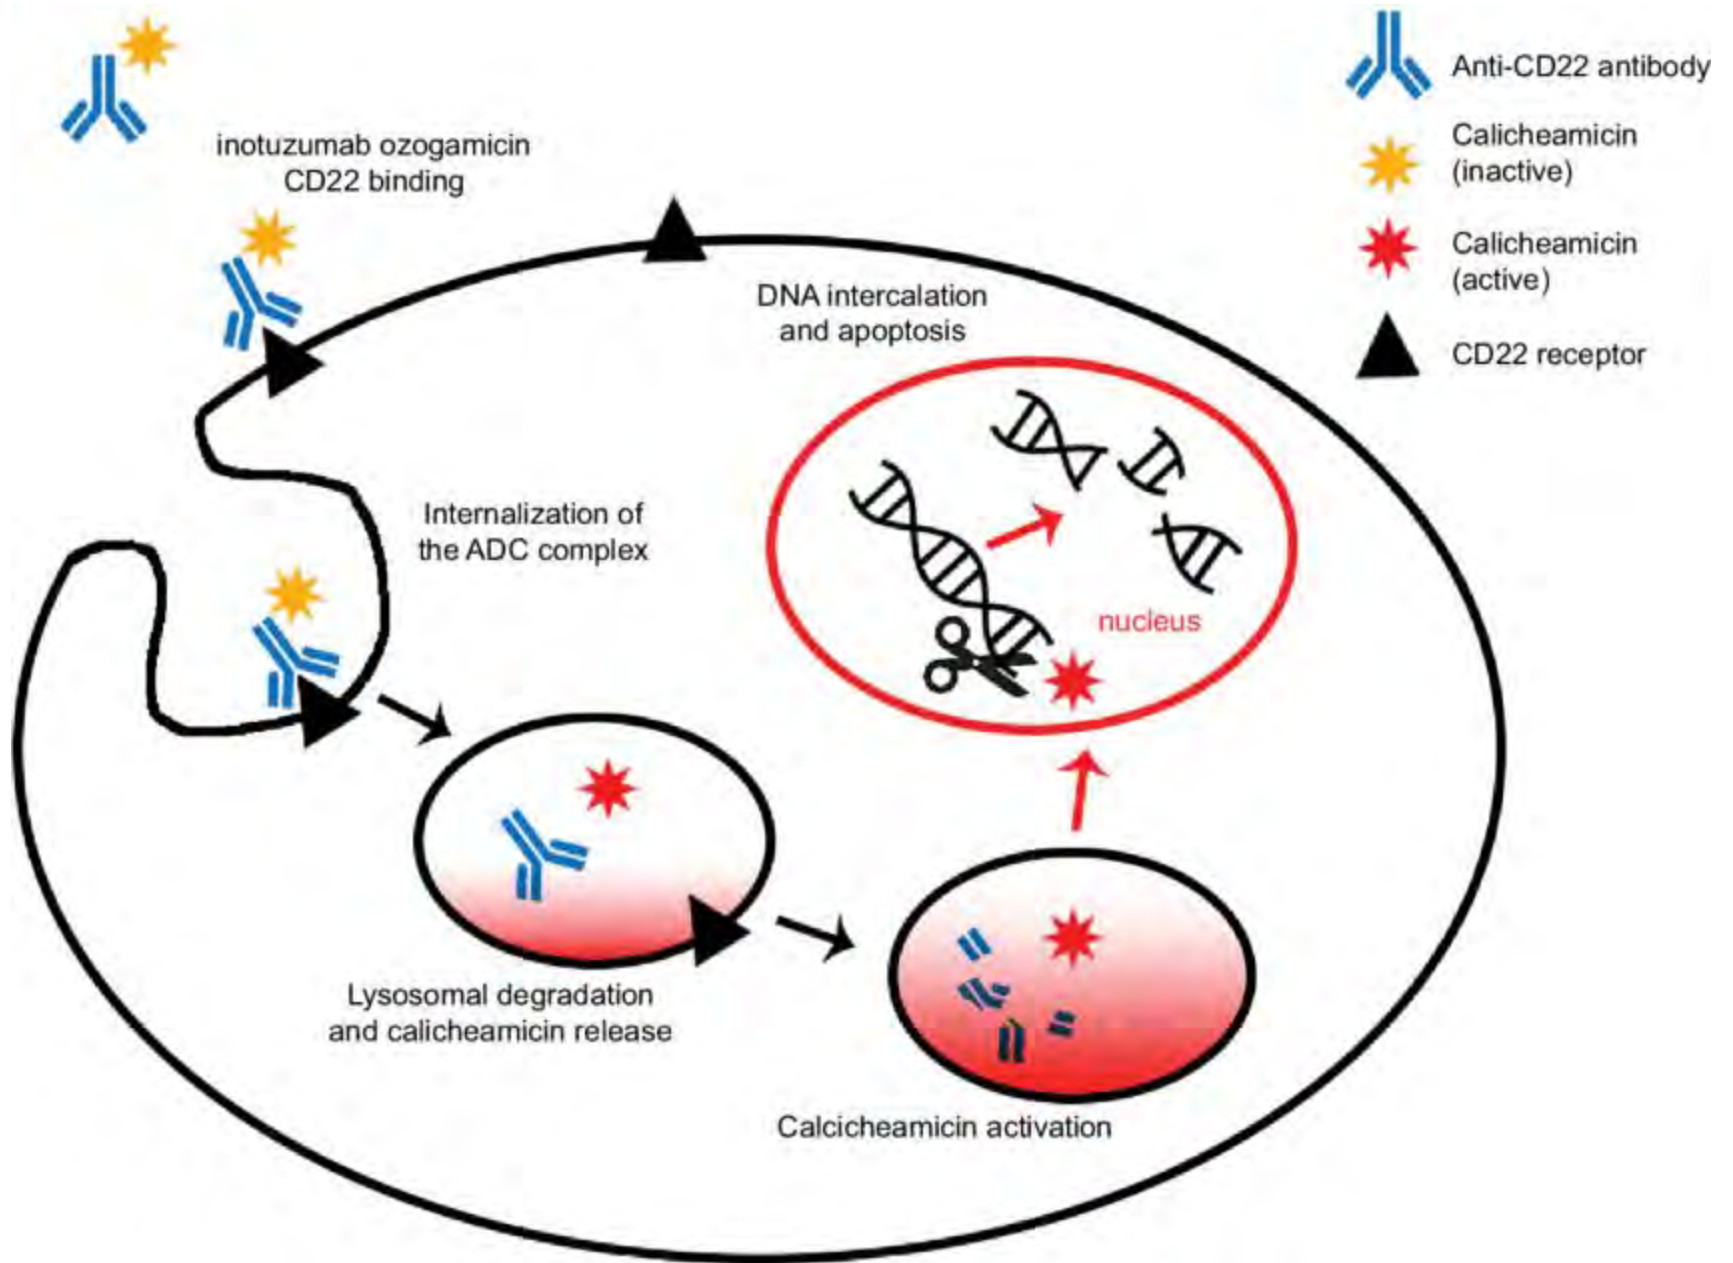 inotuzumab ozogamicin
CD22 binding
DNA intercalation
and apoptosis
Internalization of
the ADC complex
nucleus
Lysosomal degradation
and calicheamicin release
Calcicheamicin activation
Anti-CD22 antibody
Calicheamicin
(inactive)
Calicheamicin
(active)
CD22 receptor